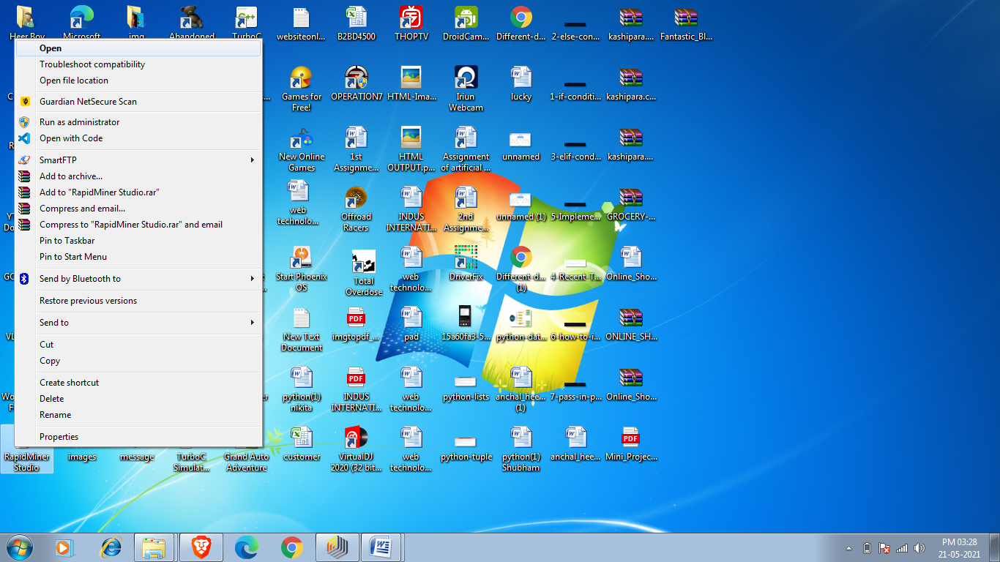 Heer Boy
Microsoft
img
Abandoned
TurboC
websiteonl...
B2BD4500
THOPTV
DroidCam...
Different-d...
2-else-con...
kashipara....
Fantastic_Bl...
Open
Troubleshoot compatibility
Open file location
Guardian NetSecure Scan
Run as administrator
Open with Code
SmartFTP
Add to archive...
Add to "RapidMiner Studio.rar"
Compress and email...
Compress to "RapidMiner Studio.rar" and email
Pin to Taskbar
Pin to Start Menu
Send by Bluetooth to
Restore previous versions
Send to
Cut
Copy
Create shortcut
Delete
Rename
Properties
Games for
Free!
OPERATION7
HTML-Ima...
Iriun
Webcam
lucky
1-if-conditi...
kashipara.c...
New Online
Games
1st
Assignme...
HTML
OUTPUT.p...
Assignment
of artificial ...
unnamed
3-elif-cond...
kashipara....
web
technolo...
Offroad
Racers
INDUS
INTERNATI...
2nd
Assignme...
unnamed (1)
5-Impleme...
GROCERY-...
Start Phoenix
OS
Total
Overdose
web
technolo...
DriverFix
Different-d...
(1)
4-Recent-T...
Online_Sho...
New Text
Document
PDF
imgtopdf_...
pad
15a60fa3-5...
python-dat...
6-how-to-i...
ONLINE_SH...
python(1)
nikita
PDF
INDUS
INTERNATI...
web
technolo...
python-lists
anchal_hee...
(1)
7-pass-in-p...
Online_Sho...
RapidMiner
Studio
images
message
TurboC
Simulat...
Grand Auto
Adventure
customer
VirtualDJ
2020 (32 bit...
web
technolo...
python-tuple
python(1)
Shubham
anchal_hee...
PDF
Mini_Projec...
PM 03:28
21-05-2021